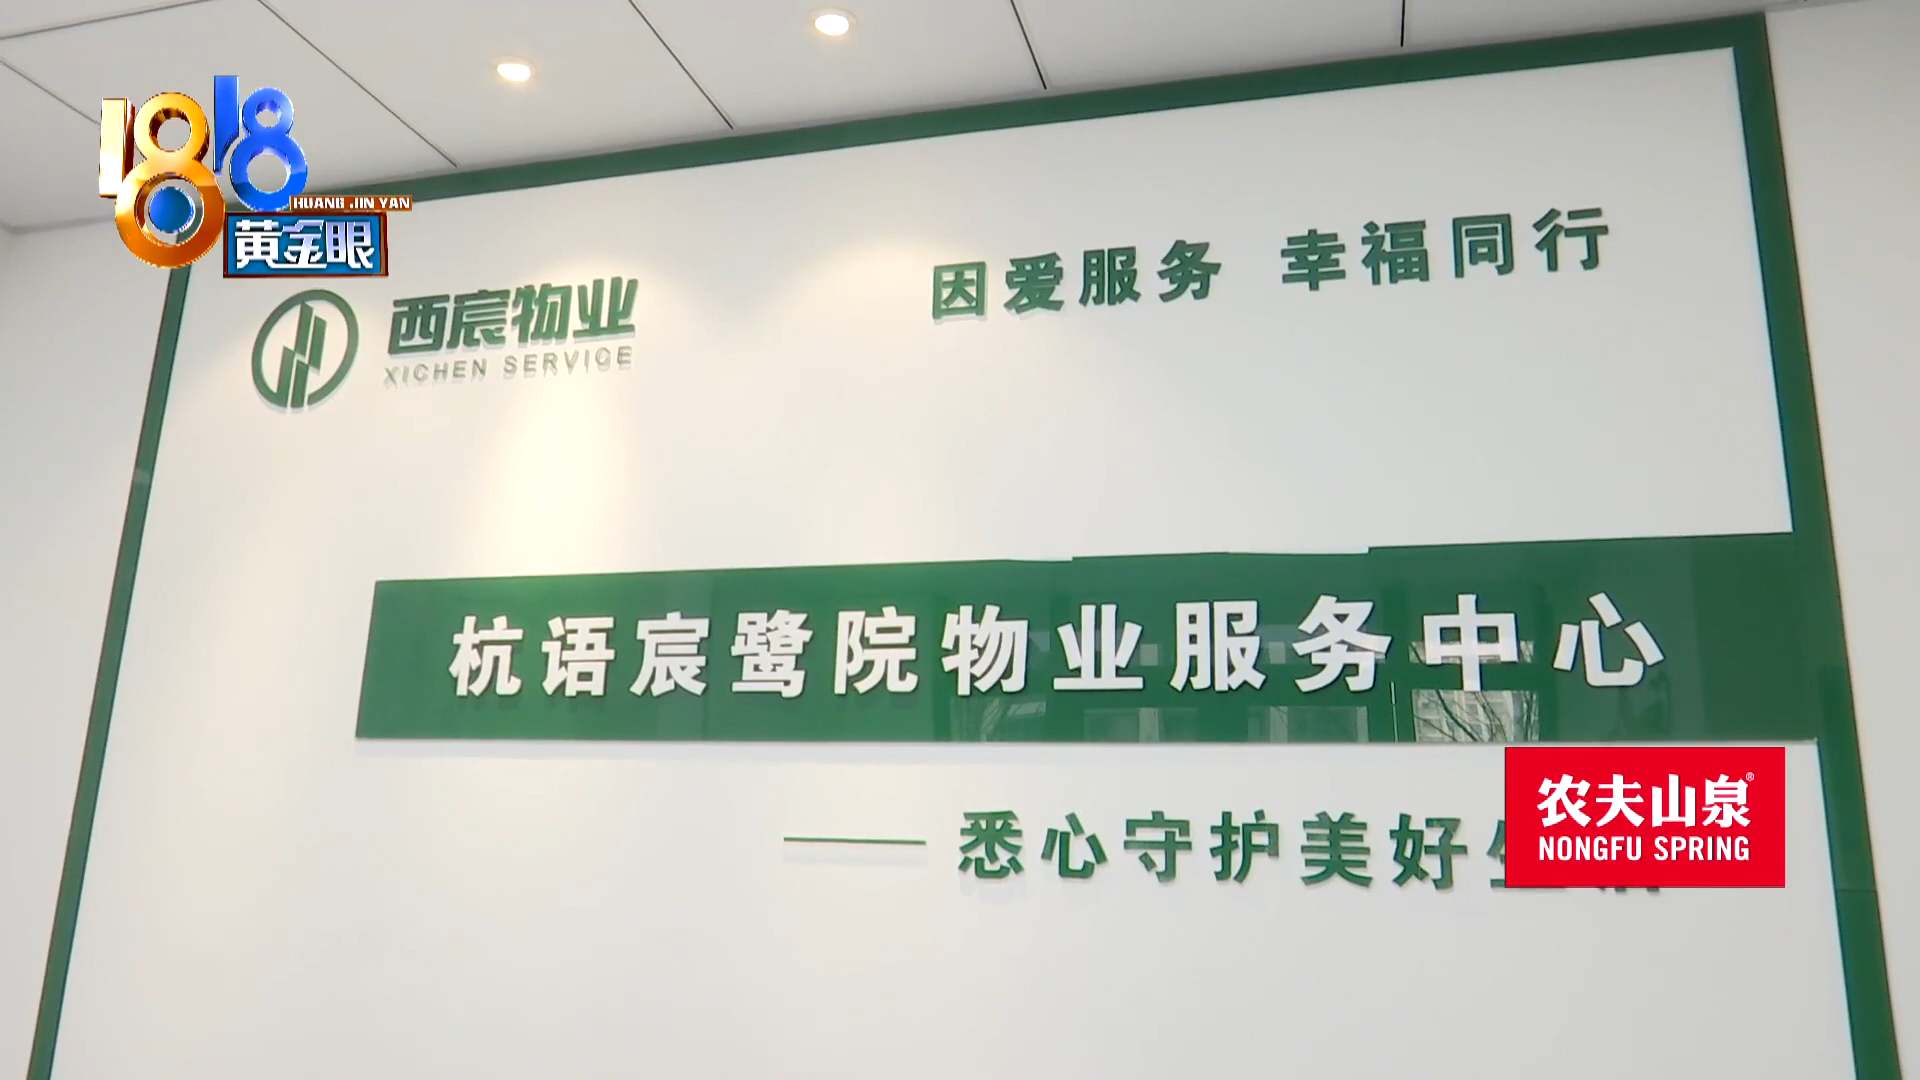 1818
HUANG JIN YAN
黄金眼
西宸物业
XICHEN SERVICE
因爱服务 幸福同行
杭语宸鹭院物业服务中心
——悉心守护美好
农夫山泉®
NONGFU SPRING